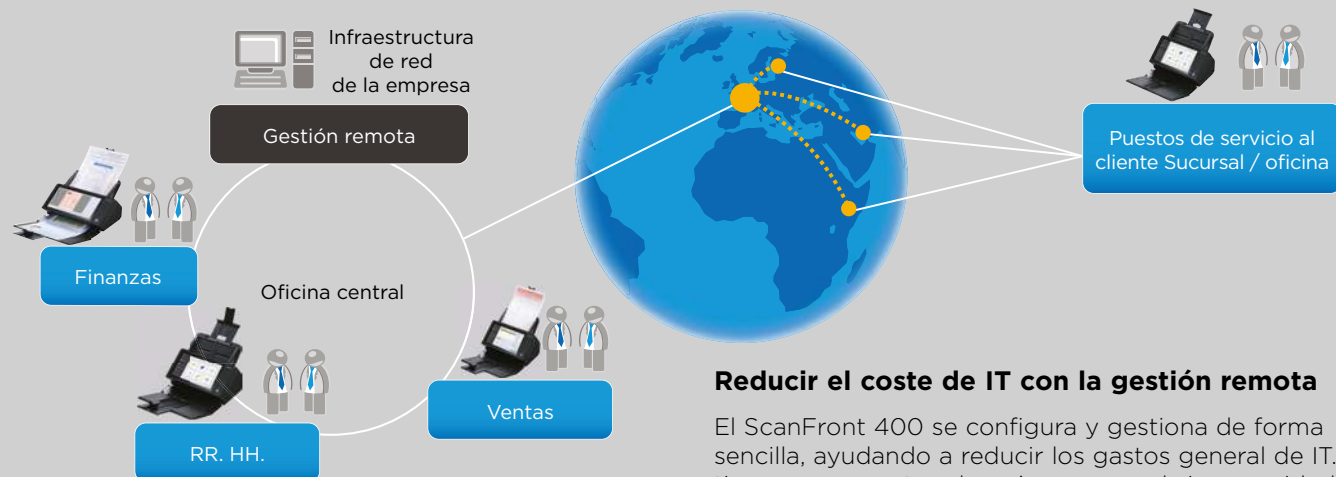 Infraestructura
de red
de la empresa
Gestión remota
Finanzas
Oficina central
RR. HH.
Ventas
Puestos de servicio al
cliente Sucursal / oficina
Reducir el coste de IT con la gestión remota
El ScanFront 400 se configura y gestiona de forma
sencilla, ayudando a reducir los gastos general de IT.